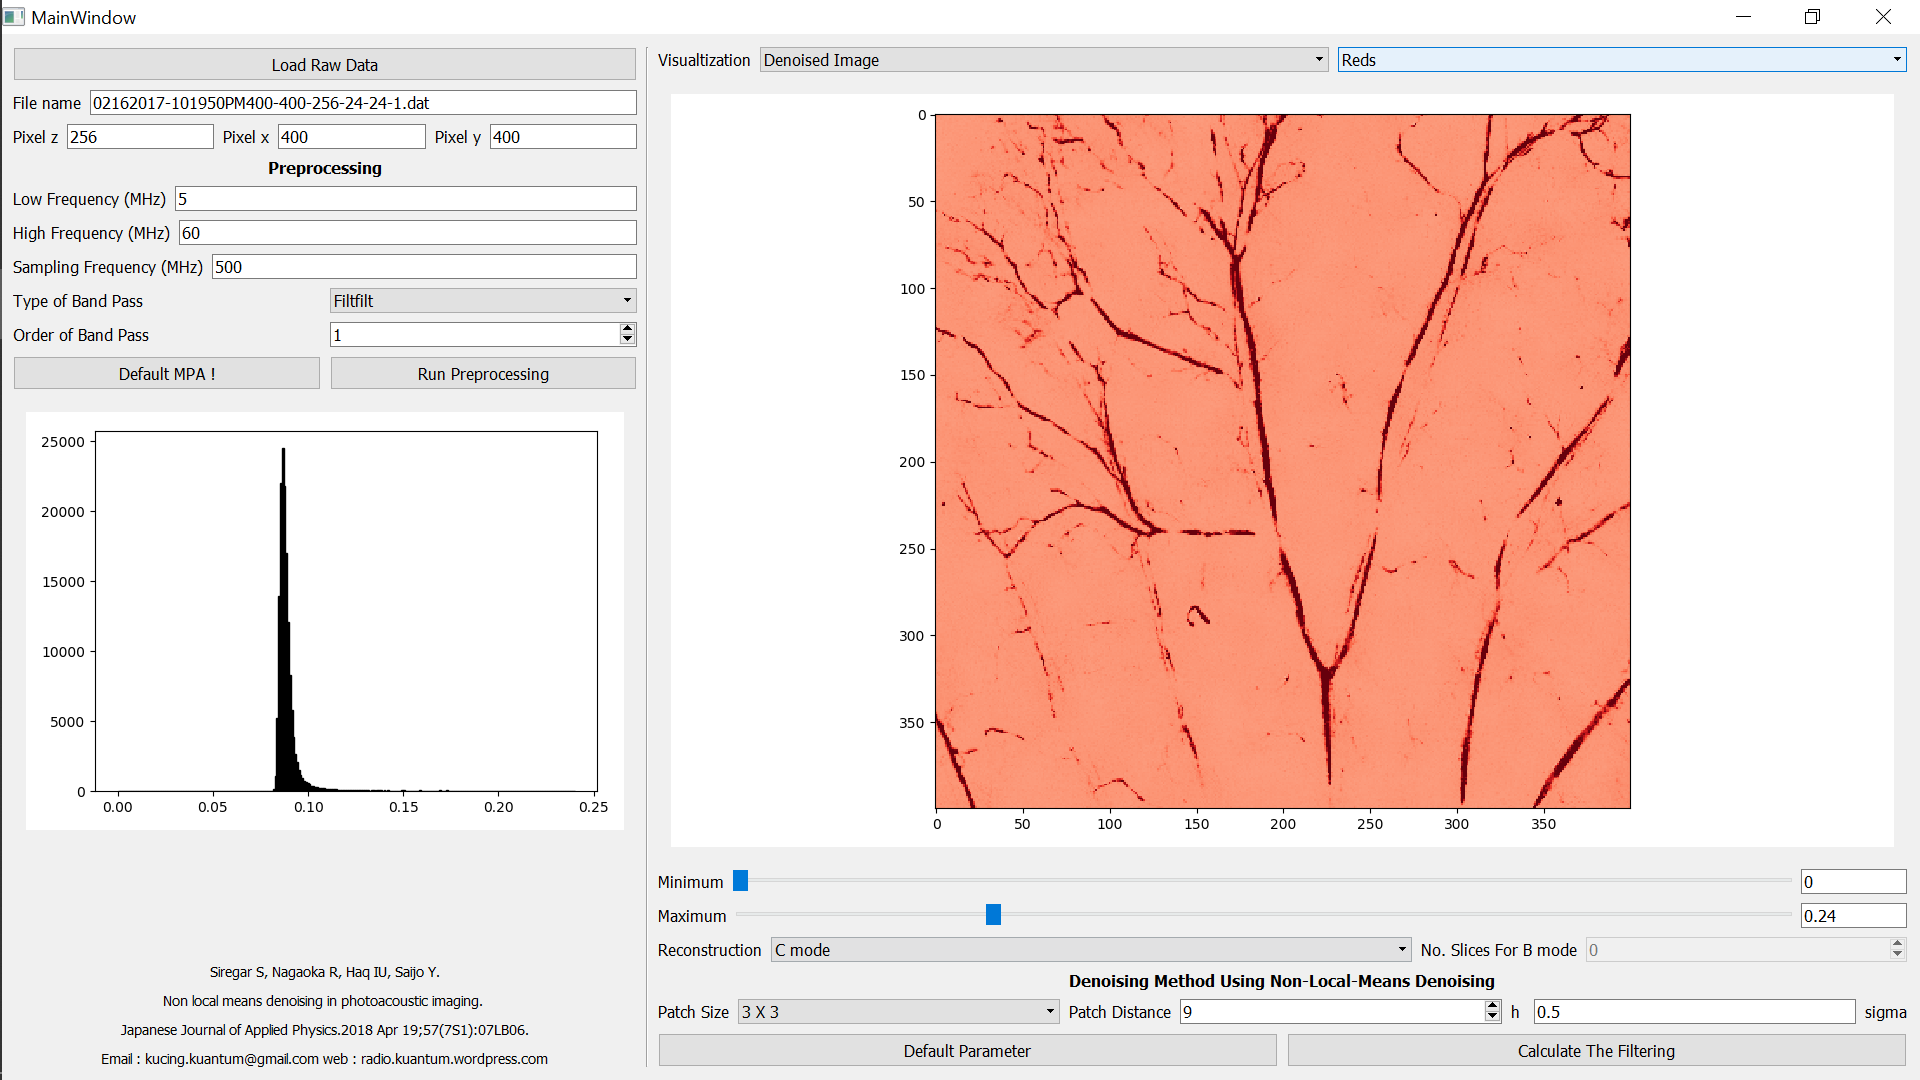 MainWindow
Load Raw Data
File name 02162017-101950PM400-400-256-24-24-1.dat
Pixel z 256 Pixel x 400 Pixel y 400
Preprocessing
Low Frequency (MHz) 5
High Frequency (MHz) 60
Sampling Frequency (MHz) 500
Type of Band Pass Filtfilt
Order of Band Pass 1
Default MPA ! Run Preprocessing
25000
20000
15000
10000
5000
0
0.00 0.05 0.10 0.15 0.20 0.25
Siregar S, Nagaoka R, Haq IU, Saijo Y.
Non local means denoising in photoacoustic imaging.
Japanese Journal of Applied Physics.2018 Apr 19;57(7S1):07LB06.
Email : kucing.kuantum@gmail.com web : radio.kuantum.wordpress.com
Visualtization Denoised Image Reds
0
50
100
150
200
250
300
350
0 50 100 150 200 250 300 350
Minimum 0
Maximum 0.24
Reconstruction C mode No. Slices For B mode 0
Denoising Method Using Non-Local-Means Denoising
Patch Size 3 X 3 Patch Distance 9 h 0.5 sigma
Default Parameter Calculate The Filtering